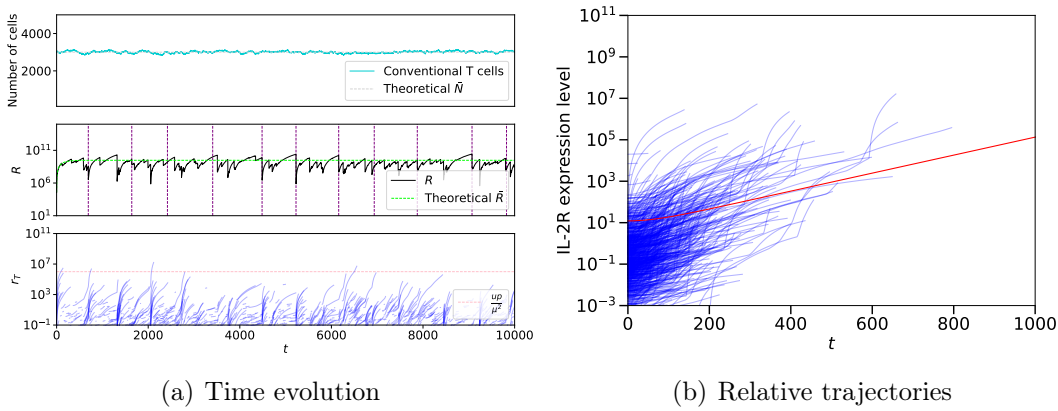 Number of cells
4000
2000
Conventional T cells
Theoretical N̄
R
10¹¹
10⁶
10¹
R
Theoretical R̄
r_T
10¹¹
10⁷
10³
10⁻¹
up/μ²
0
2000
4000
6000
8000
10000
t
IL-2R expression level
10¹¹
10⁹
10⁷
10⁵
10³
10¹
10⁻¹
10⁻³
0
200
400
600
800
1000
t
(a) Time evolution
(b) Relative trajectories